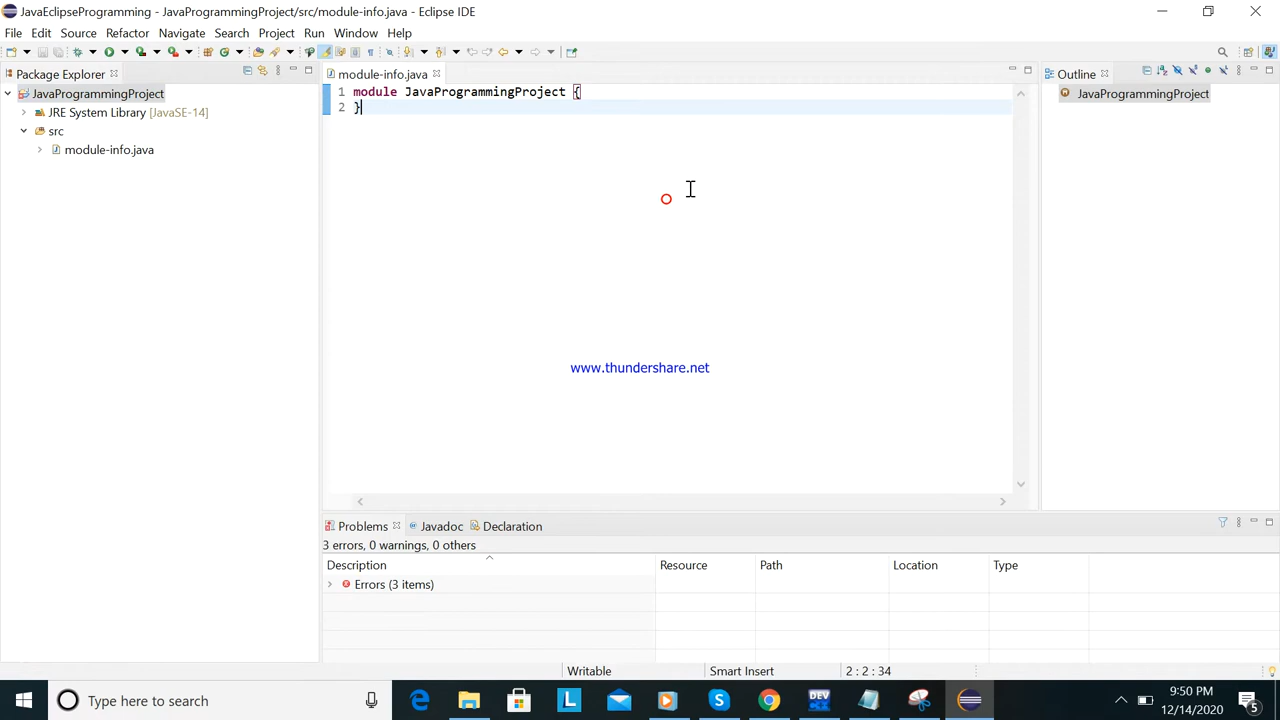 JavaEclipseProgramming - JavaProgrammingProject/src/module-info.java - Eclipse IDE
File Edit Source Refactor Navigate Search Project Run Window Help
Package Explorer
module-info.java
Outline
JavaProgrammingProject
JRE System Library [JavaSE-14]
src
module-info.java
1 module JavaProgrammingProject {
2 }
JavaProgrammingProject
www.thundershare.net
Problems Javadoc Declaration
3 errors, 0 warnings, 0 others
Description Resource Path Location Type
Errors (3 items)
Writable Smart Insert 2 : 2 : 34
Type here to search
L
S
DEV
C++
9:50 PM
12/14/2020
5